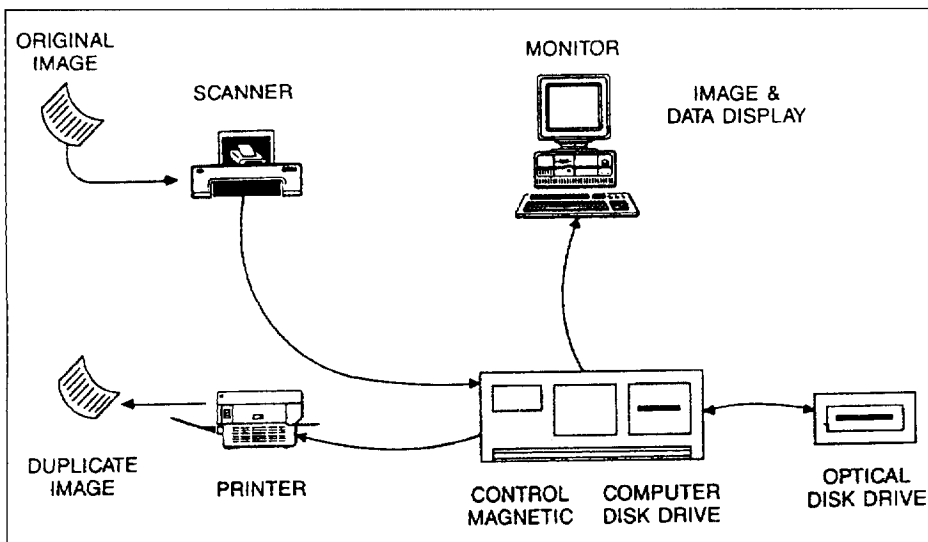 ORIGINAL
IMAGE
SCANNER
MONITOR
IMAGE &
DATA DISPLAY
DUPLICATE
IMAGE
PRINTER
CONTROL COMPUTER
MAGNETIC DISK DRIVE
OPTICAL
DISK DRIVE